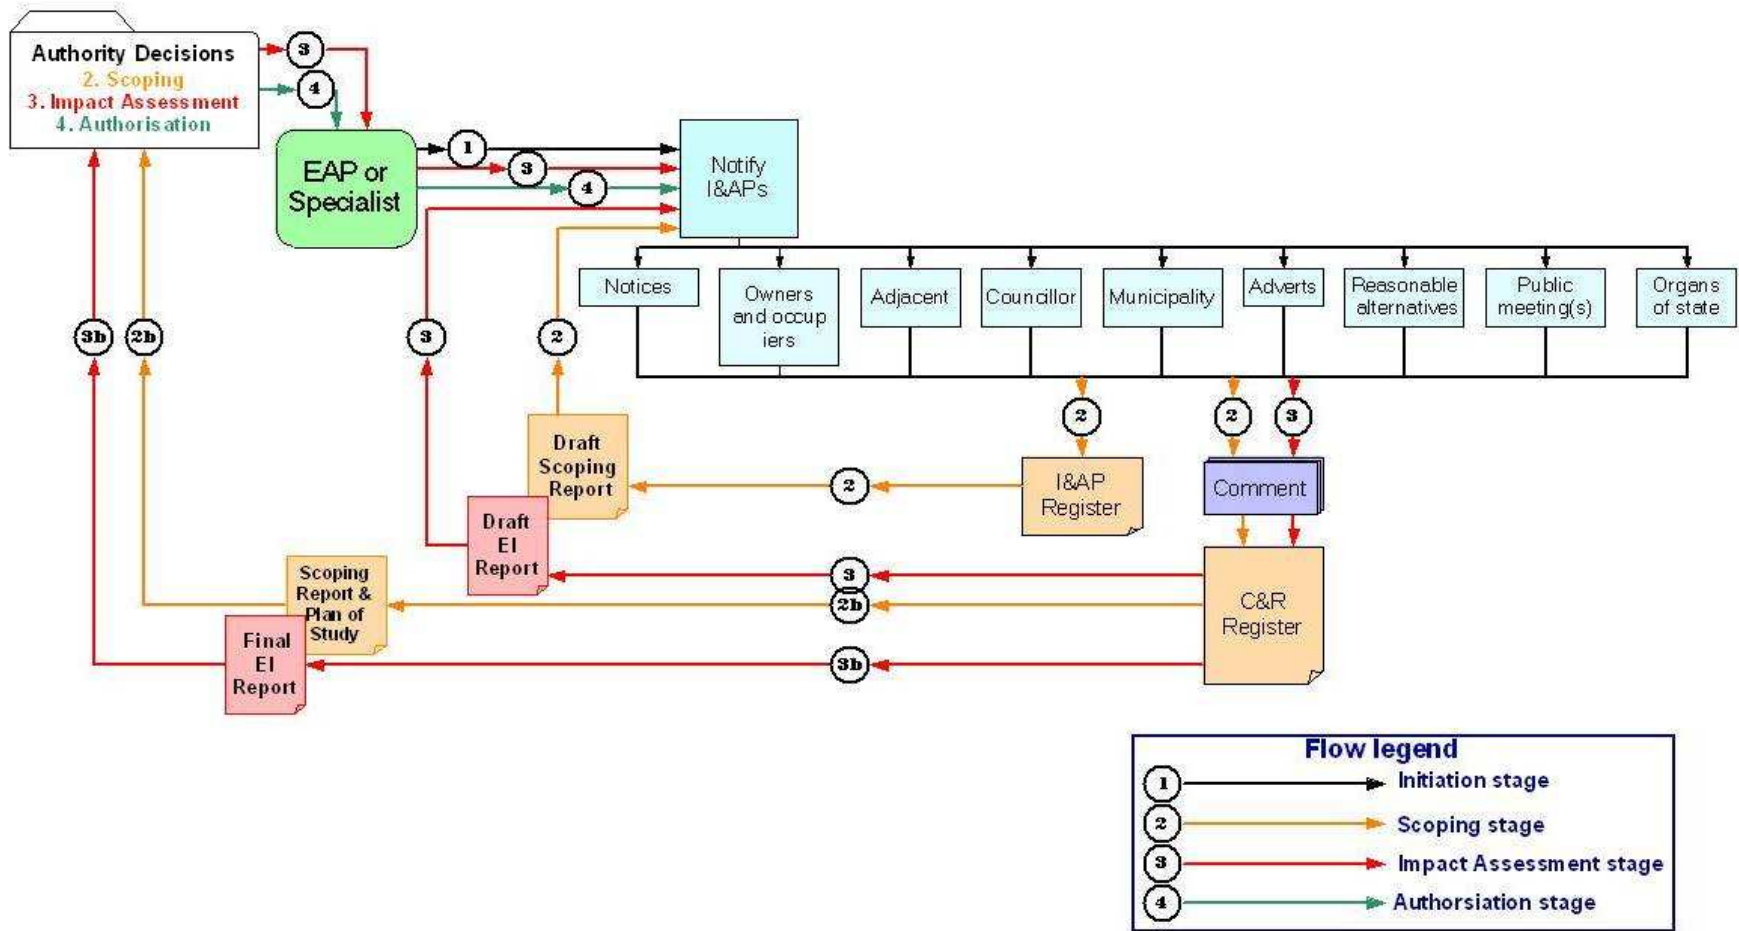 Authority Decisions
2. Scoping
3. Impact Assessment
4. Authorisation
3
4
EAP or
Specialist
1
3
4
Notify
I&APs
Notices
Owners
and occup
iers
Adjacent
Councillor
Municipality
Adverts
Reasonable
alternatives
Public
meeting(s)
Organs
of state
3b
2b
3
2
2
2
3
Draft
Scoping
Report
2
I&AP
Register
Comment
Draft
EI
Report
3
2b
3b
C&R
Register
Scoping
Report &
Plan of
Study
Final
EI
Report
Flow legend
1
Initiation stage
2
Scoping stage
3
Impact Assessment stage
4
Authorsiation stage